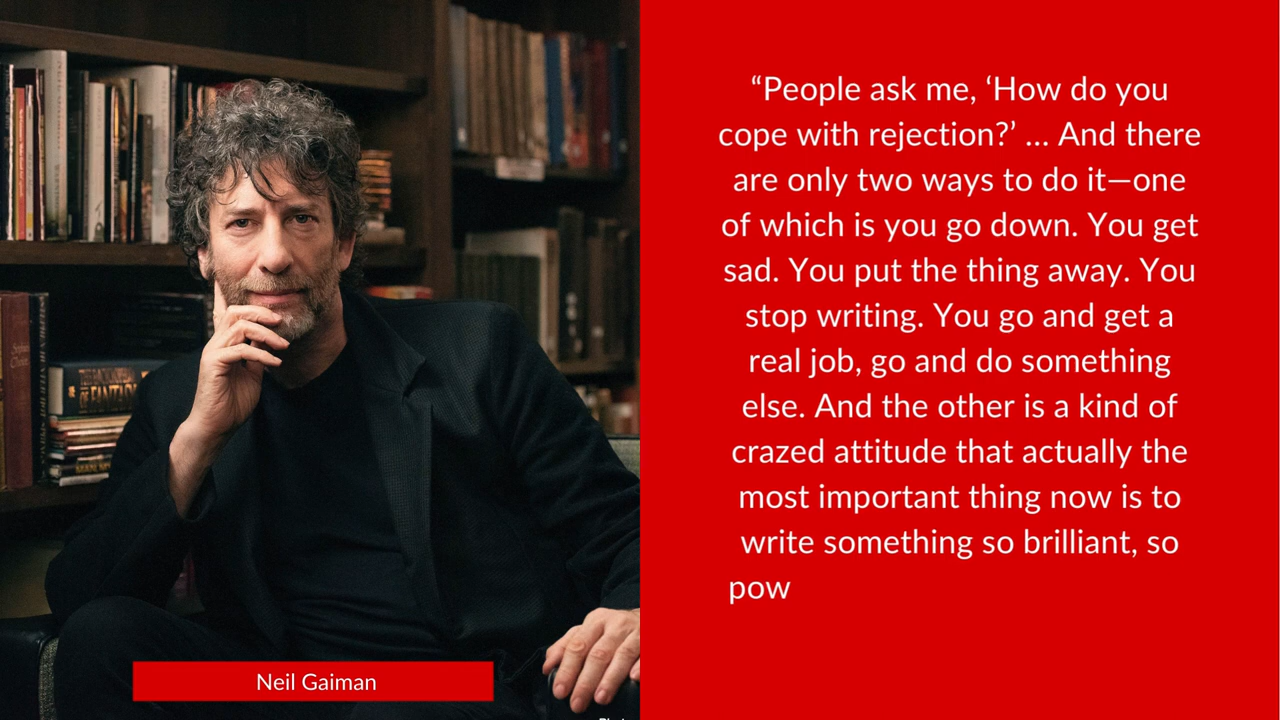 “People ask me, ‘How do you
cope with rejection?’ ... And there
are only two ways to do it—one
of which is you go down. You get
sad. You put the thing away. You
stop writing. You go and get a
real job, go and do something
else. And the other is a kind of
crazed attitude that actually the
most important thing now is to
write something so brilliant, so
pow
OF FANTASY
Neil Gaiman